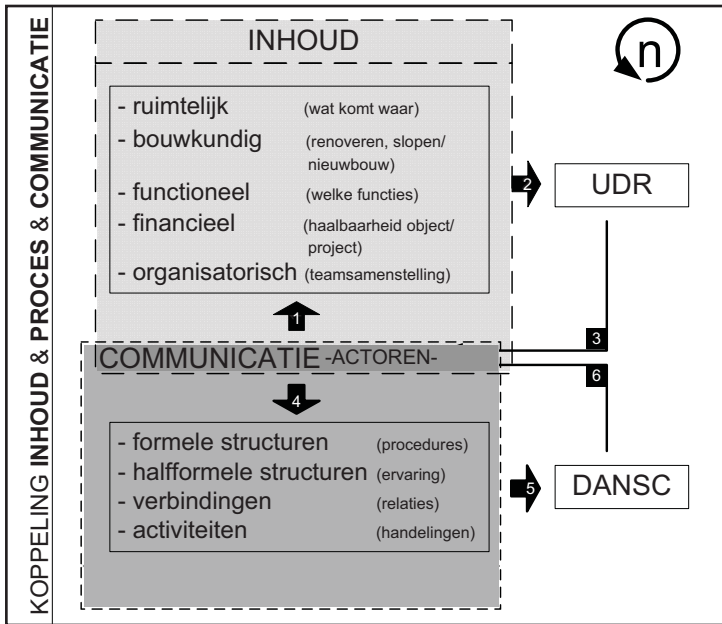 KOPPELING INHOUD & PROCES & COMMUNICATIE
INHOUD
n
- ruimtelijk (wat komt waar)
- bouwkundig (renoveren, slopen/
nieuwbouw)
- functioneel (welke functies)
- financieel (haalbaarheid object/
project)
- organisatorisch (teamsamenstelling)
2
UDR
1
3
COMMUNICATIE -ACTOREN-
6
4
- formele structuren (procedures)
- halfformele structuren (ervaring)
- verbindingen (relaties)
- activiteiten (handelingen)
5
DANSC